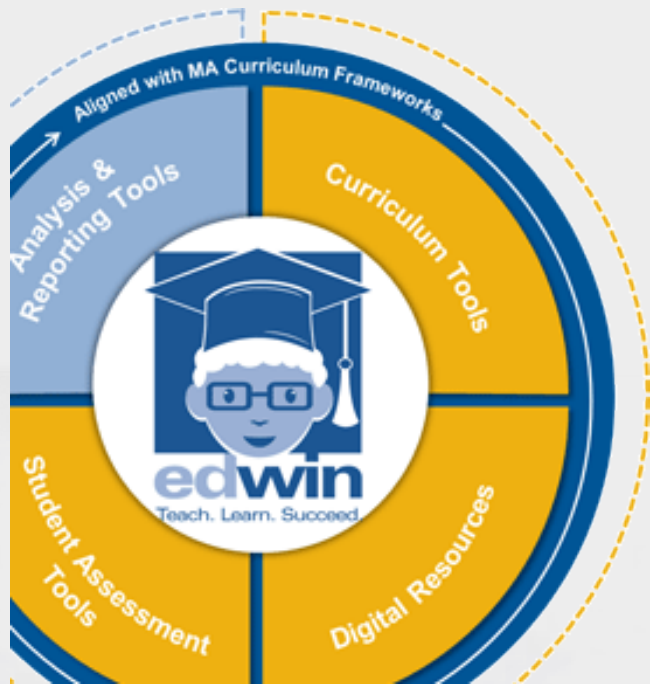 Aligned with MA Curriculum Frameworks
Analysis &
Reporting Tools
Curriculum Tools
edwin
Teach. Learn. Succeed.
Student Assessment
Tools
Digital Resources